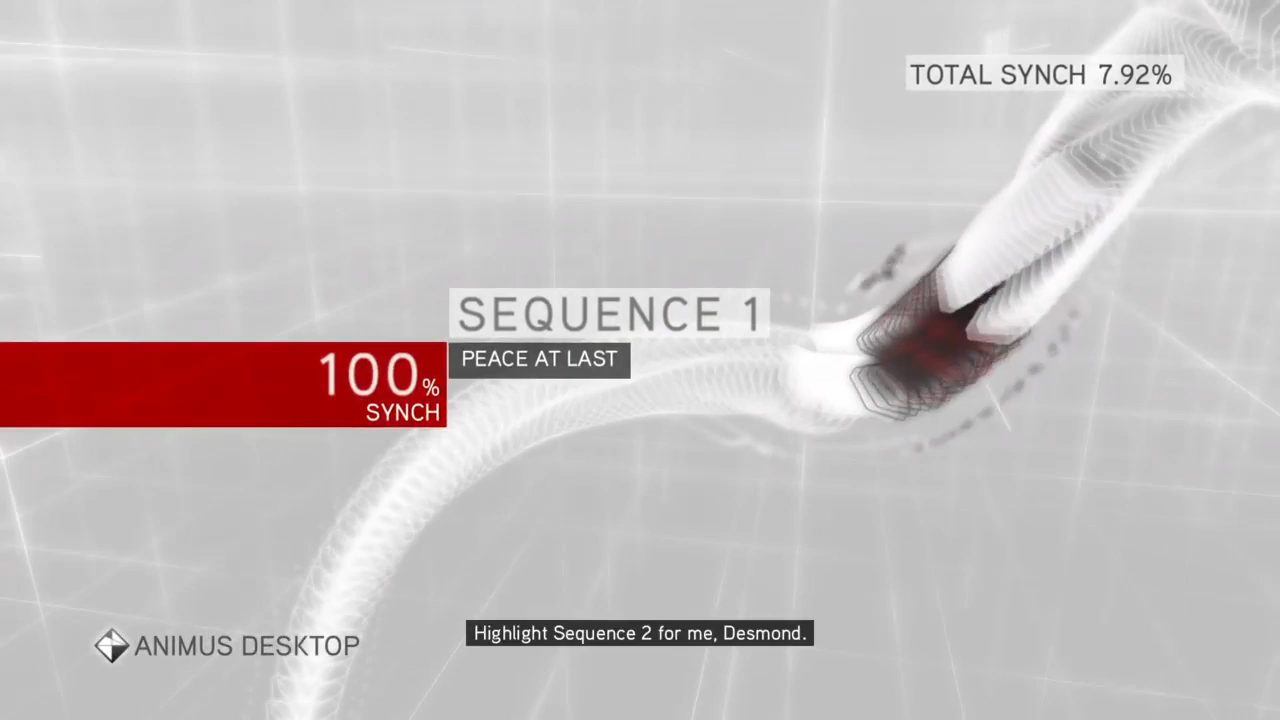 TOTAL SYNCH 7.92%
SEQUENCE 1
PEACE AT LAST
100%
SYNCH
Highlight Sequence 2 for me, Desmond.
ANIMUS DESKTOP